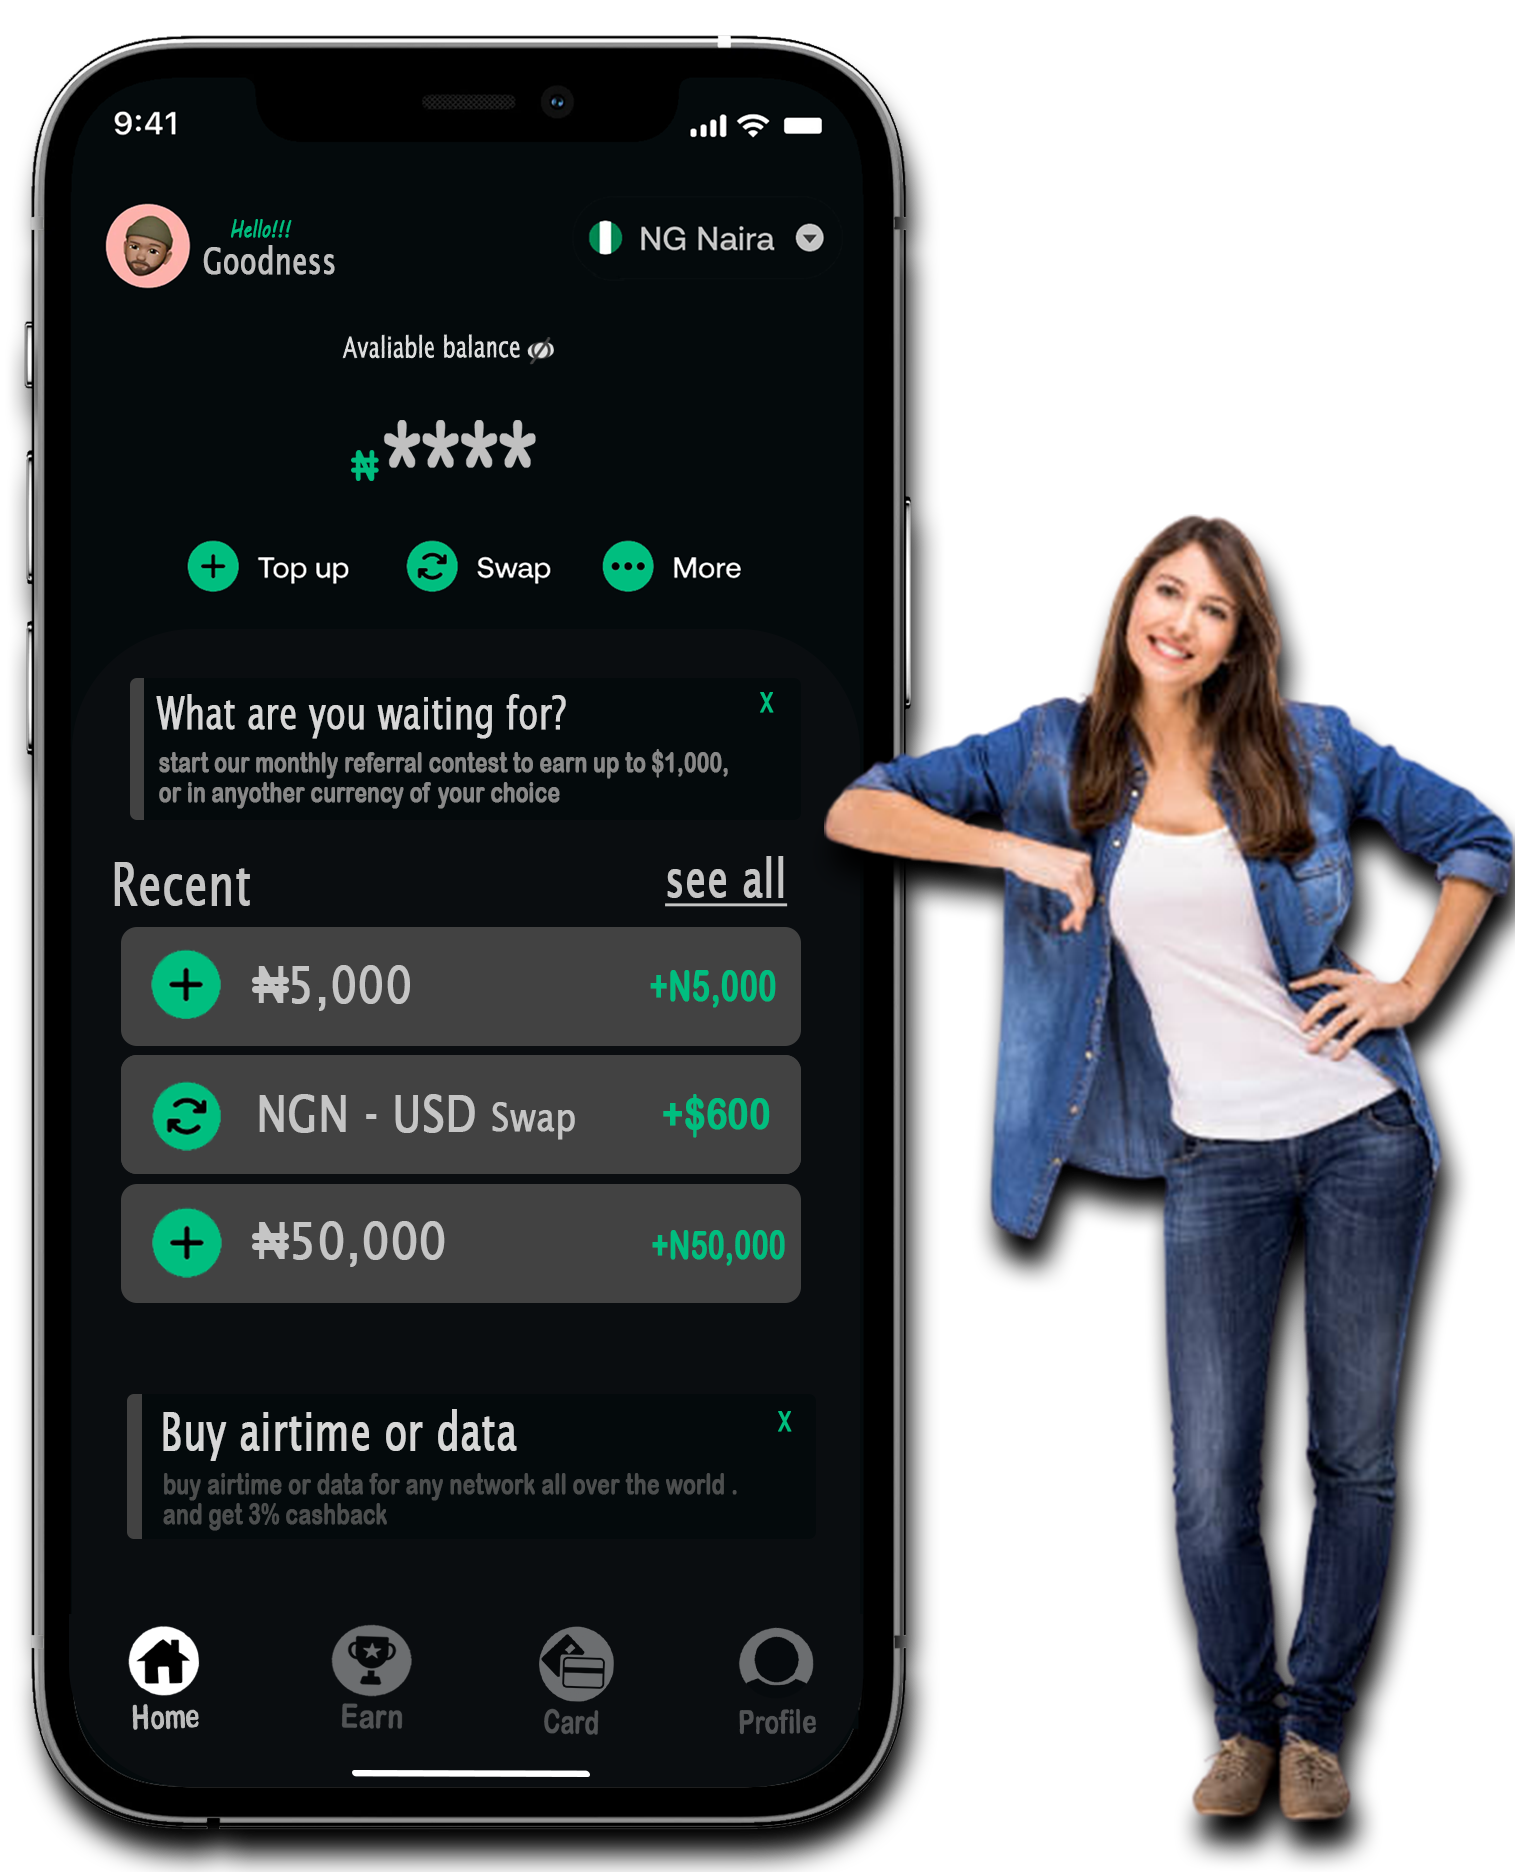 9:41
Hello!!!
Goodness
NG Naira
Avaliable balance
₦****
Top up
Swap
More
What are you waiting for?
X
start our monthly referral contest to earn up to $1,000,
or in anyother currency of your choice
Recent
see all
₦5,000
+N5,000
NGN - USD Swap
+$600
₦50,000
+N50,000
Buy airtime or data
X
buy airtime or data for any network all over the world .
and get 3% cashback
Home
Earn
Card
Profile